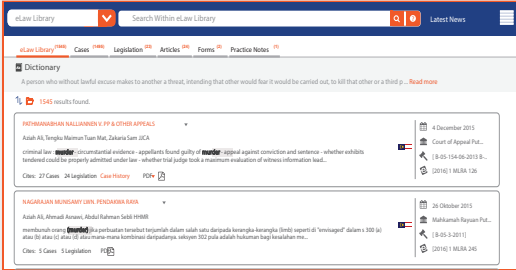 eLaw Library
Search Within eLaw Library
Latest News
eLaw Library (1545) Cases (1495) Legislation (23) Articles (24) Forms (2) Practice Notes (1)
Dictionary
A person who without lawful excuse makes to another a threat, intending that other would fear it would be carried out, to kill that other or a third p ... Read more
1545 results found.
PATHMANABHAN NALLIANNEN V. PP & OTHER APPEALS
Aziah Ali, Tengku Maimun Tuan Mat, Zakaria Sam JJCA
criminal law : murder - circumstantial evidence - appellants found guilty of murder - appeal against conviction and sentence - whether exhibits
tendered could be properly admitted under law - whether trial judge took a maximum evaluation of witness information lead...
Cites: 27 Cases 24 Legislation Case History PDF
4 December 2015
Court of Appeal Put...
[ B-05-154-06-2013 B-...
[2016] 1 MLRA 126
NAGARAJAN MUNISAMY LWN. PENDAKWA RAYA
Aziah Ali, Ahmadi Asnawi, Abdul Rahman Sebli HHMR
membunuh orang (murder) jika perbuatan tersebut terjumlah dalam salah satu daripada kerangka-kerangka (limb) seperti di "envisaged" dalam s 300 (a)
atau (b) atau (c) atau (d) atau mana-mana kombinasi daripadanya. seksyen 302 pula adalah hukuman bagi kesalahan me...
Cites: 5 Cases 5 Legislation PDF
26 Oktober 2015
Mahkamah Rayuan Put...
[ B-05-3-2011]
[2016] 1 MLRA 245